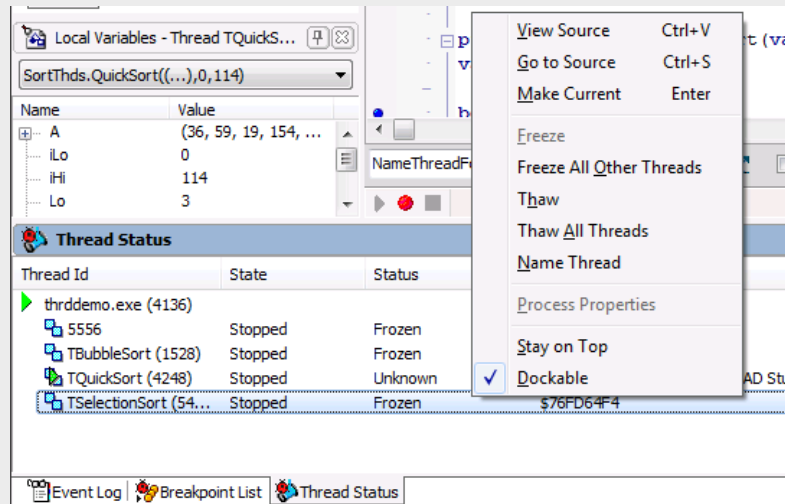 Local Variables - Thread TQuickS...
SortThds.QuickSort((...),0,114)
Name Value
A (36, 59, 19, 154, ...
iLo 0
iHi 114
Lo 3
View Source Ctrl+V
Go to Source Ctrl+S
Make Current Enter
Freeze
Freeze All Other Threads
Thaw
Thaw All Threads
Name Thread
Process Properties
Stay on Top
Dockable
Thread Status
Thread Id State Status
thrddemo.exe (4136)
5556 Stopped Frozen
TBubbleSort (1528) Stopped Frozen
TQuickSort (4248) Stopped Unknown
TSelectionSort (54... Stopped Frozen $76FD64F4
Event Log Breakpoint List Thread Status